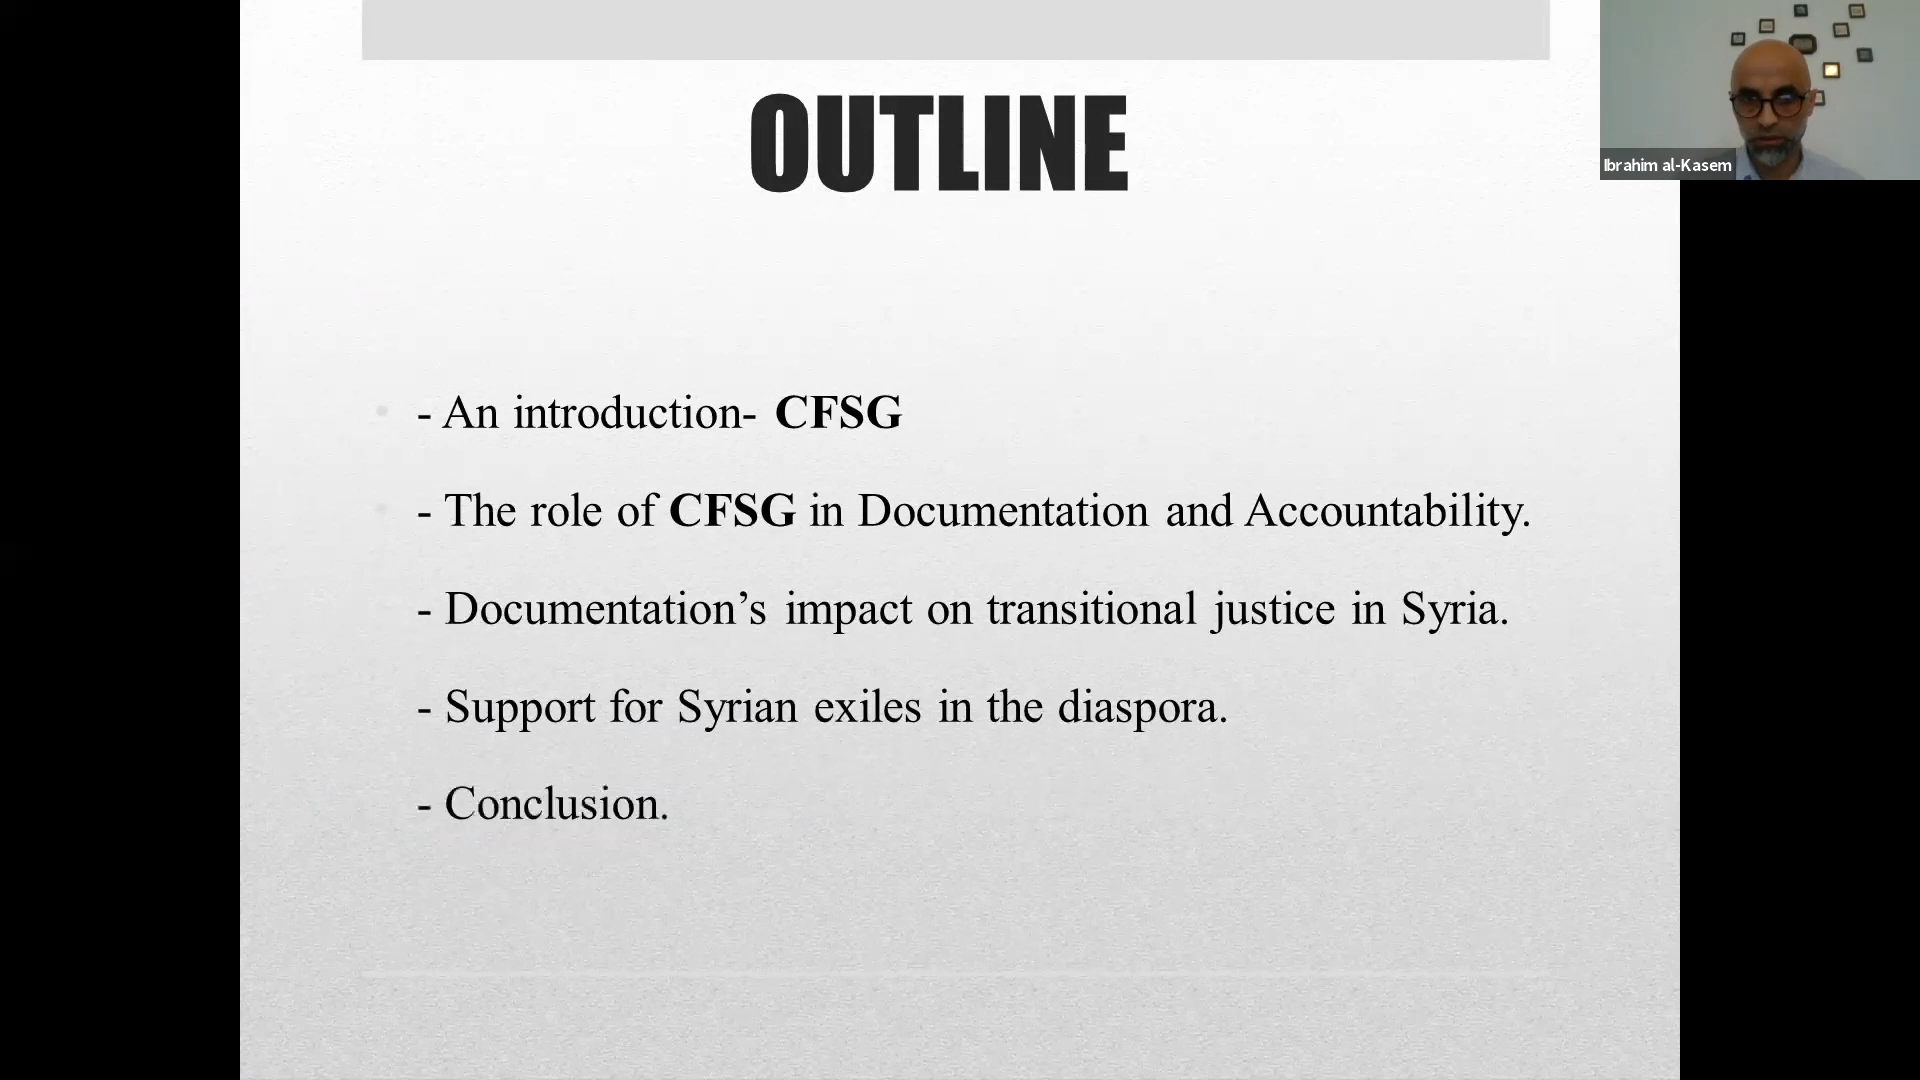 OUTLINE
- An introduction- CFSG
- The role of CFSG in Documentation and Accountability.
- Documentation’s impact on transitional justice in Syria.
- Support for Syrian exiles in the diaspora.
- Conclusion.
Ibrahim al-Kasem